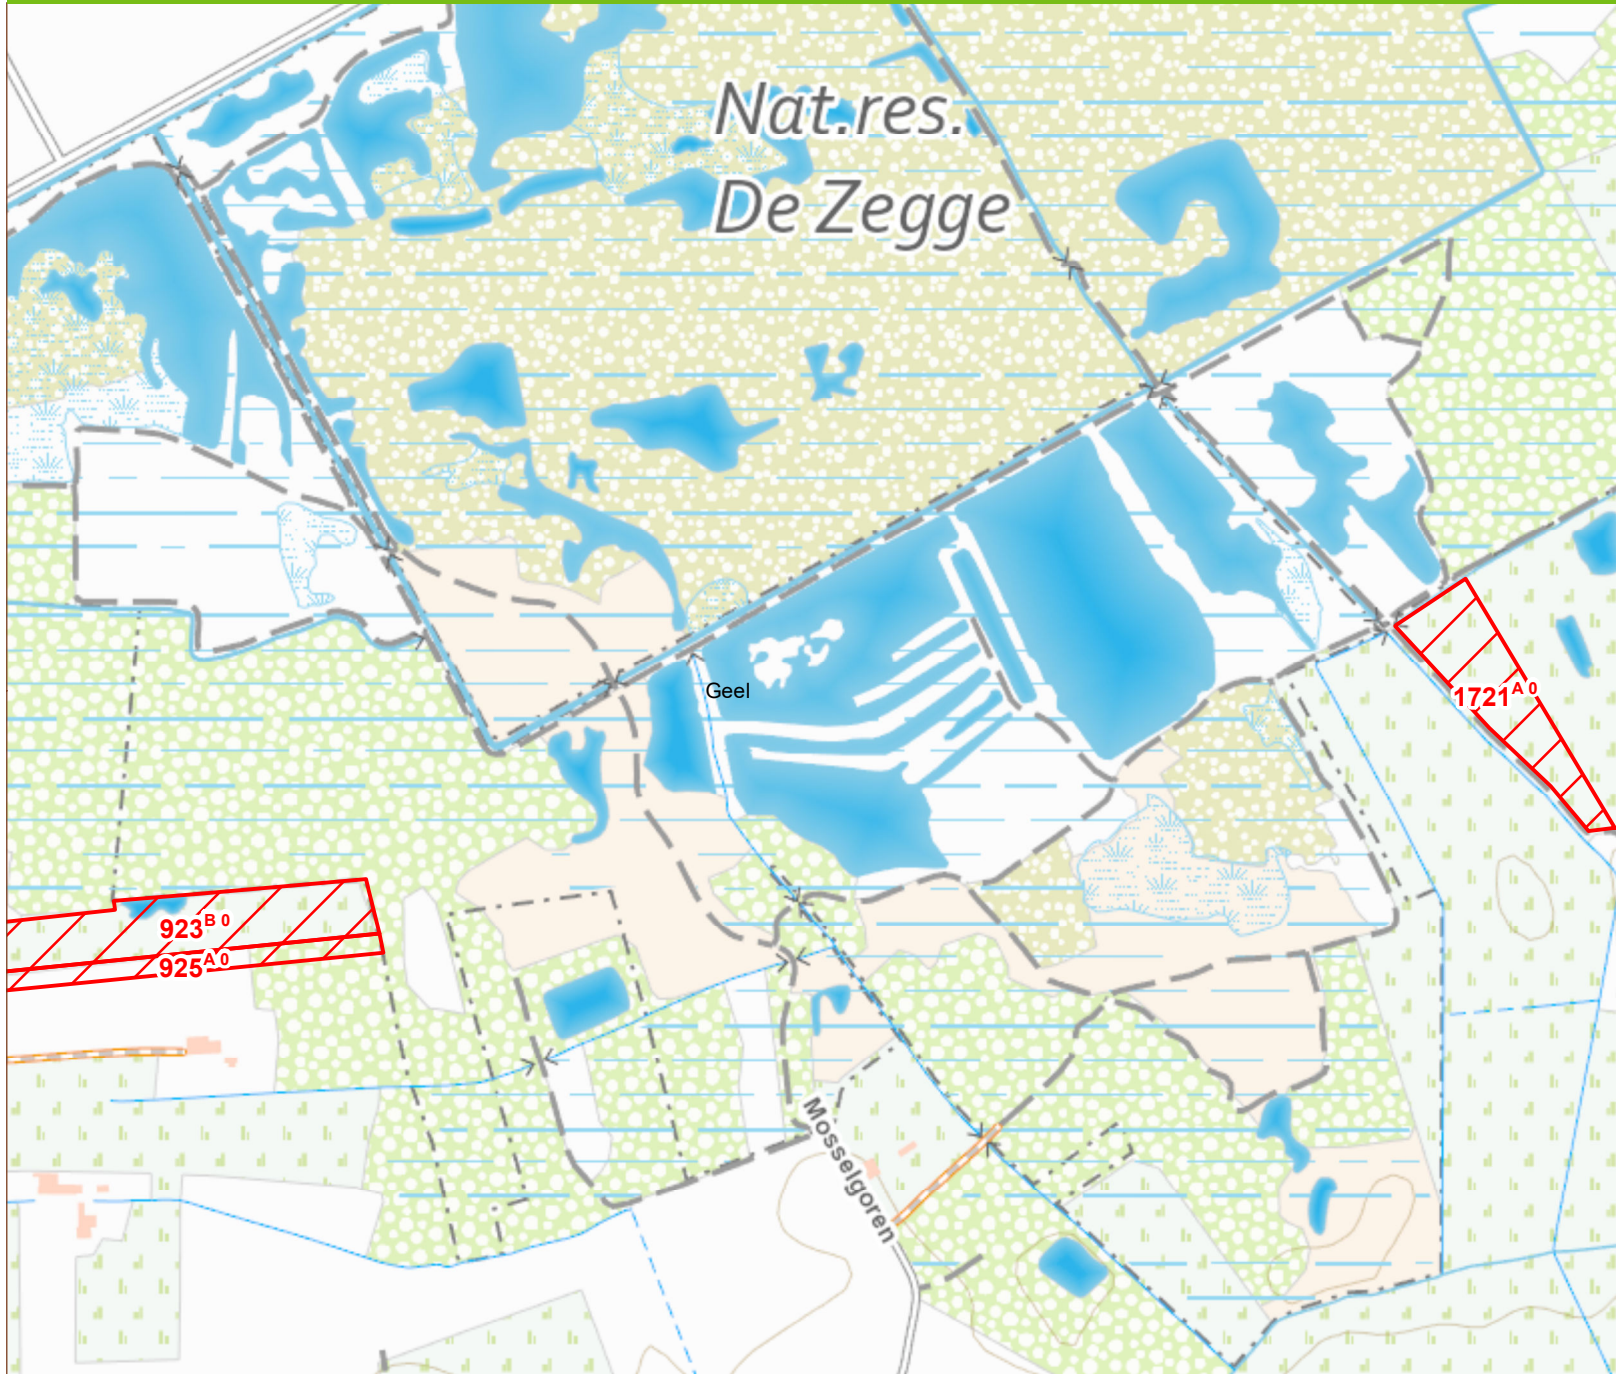 Nat.res.
De Zegge
Geel
1721 A 0
923 B 0
925 A 0
Mosselgoren